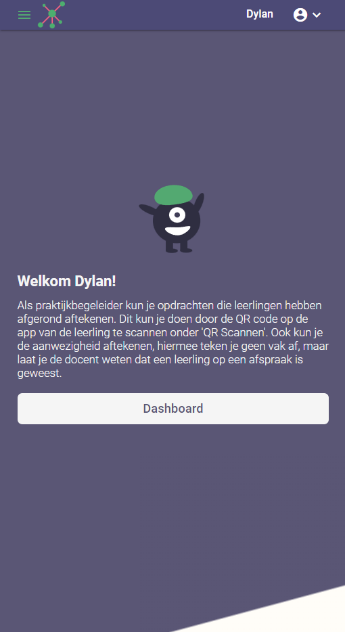 Dylan
Welkom Dylan!
Als praktijkbegeleider kun je opdrachten die leerlingen hebben
afgerond aftekenen. Dit kun je doen door de QR code op de
app van de leerling te scannen onder 'QR Scannen'. Ook kun je
de aanwezigheid aftekenen, hiermee teken je geen vak af, maar
laat je de docent weten dat een leerling op een afspraak is
geweest.
Dashboard